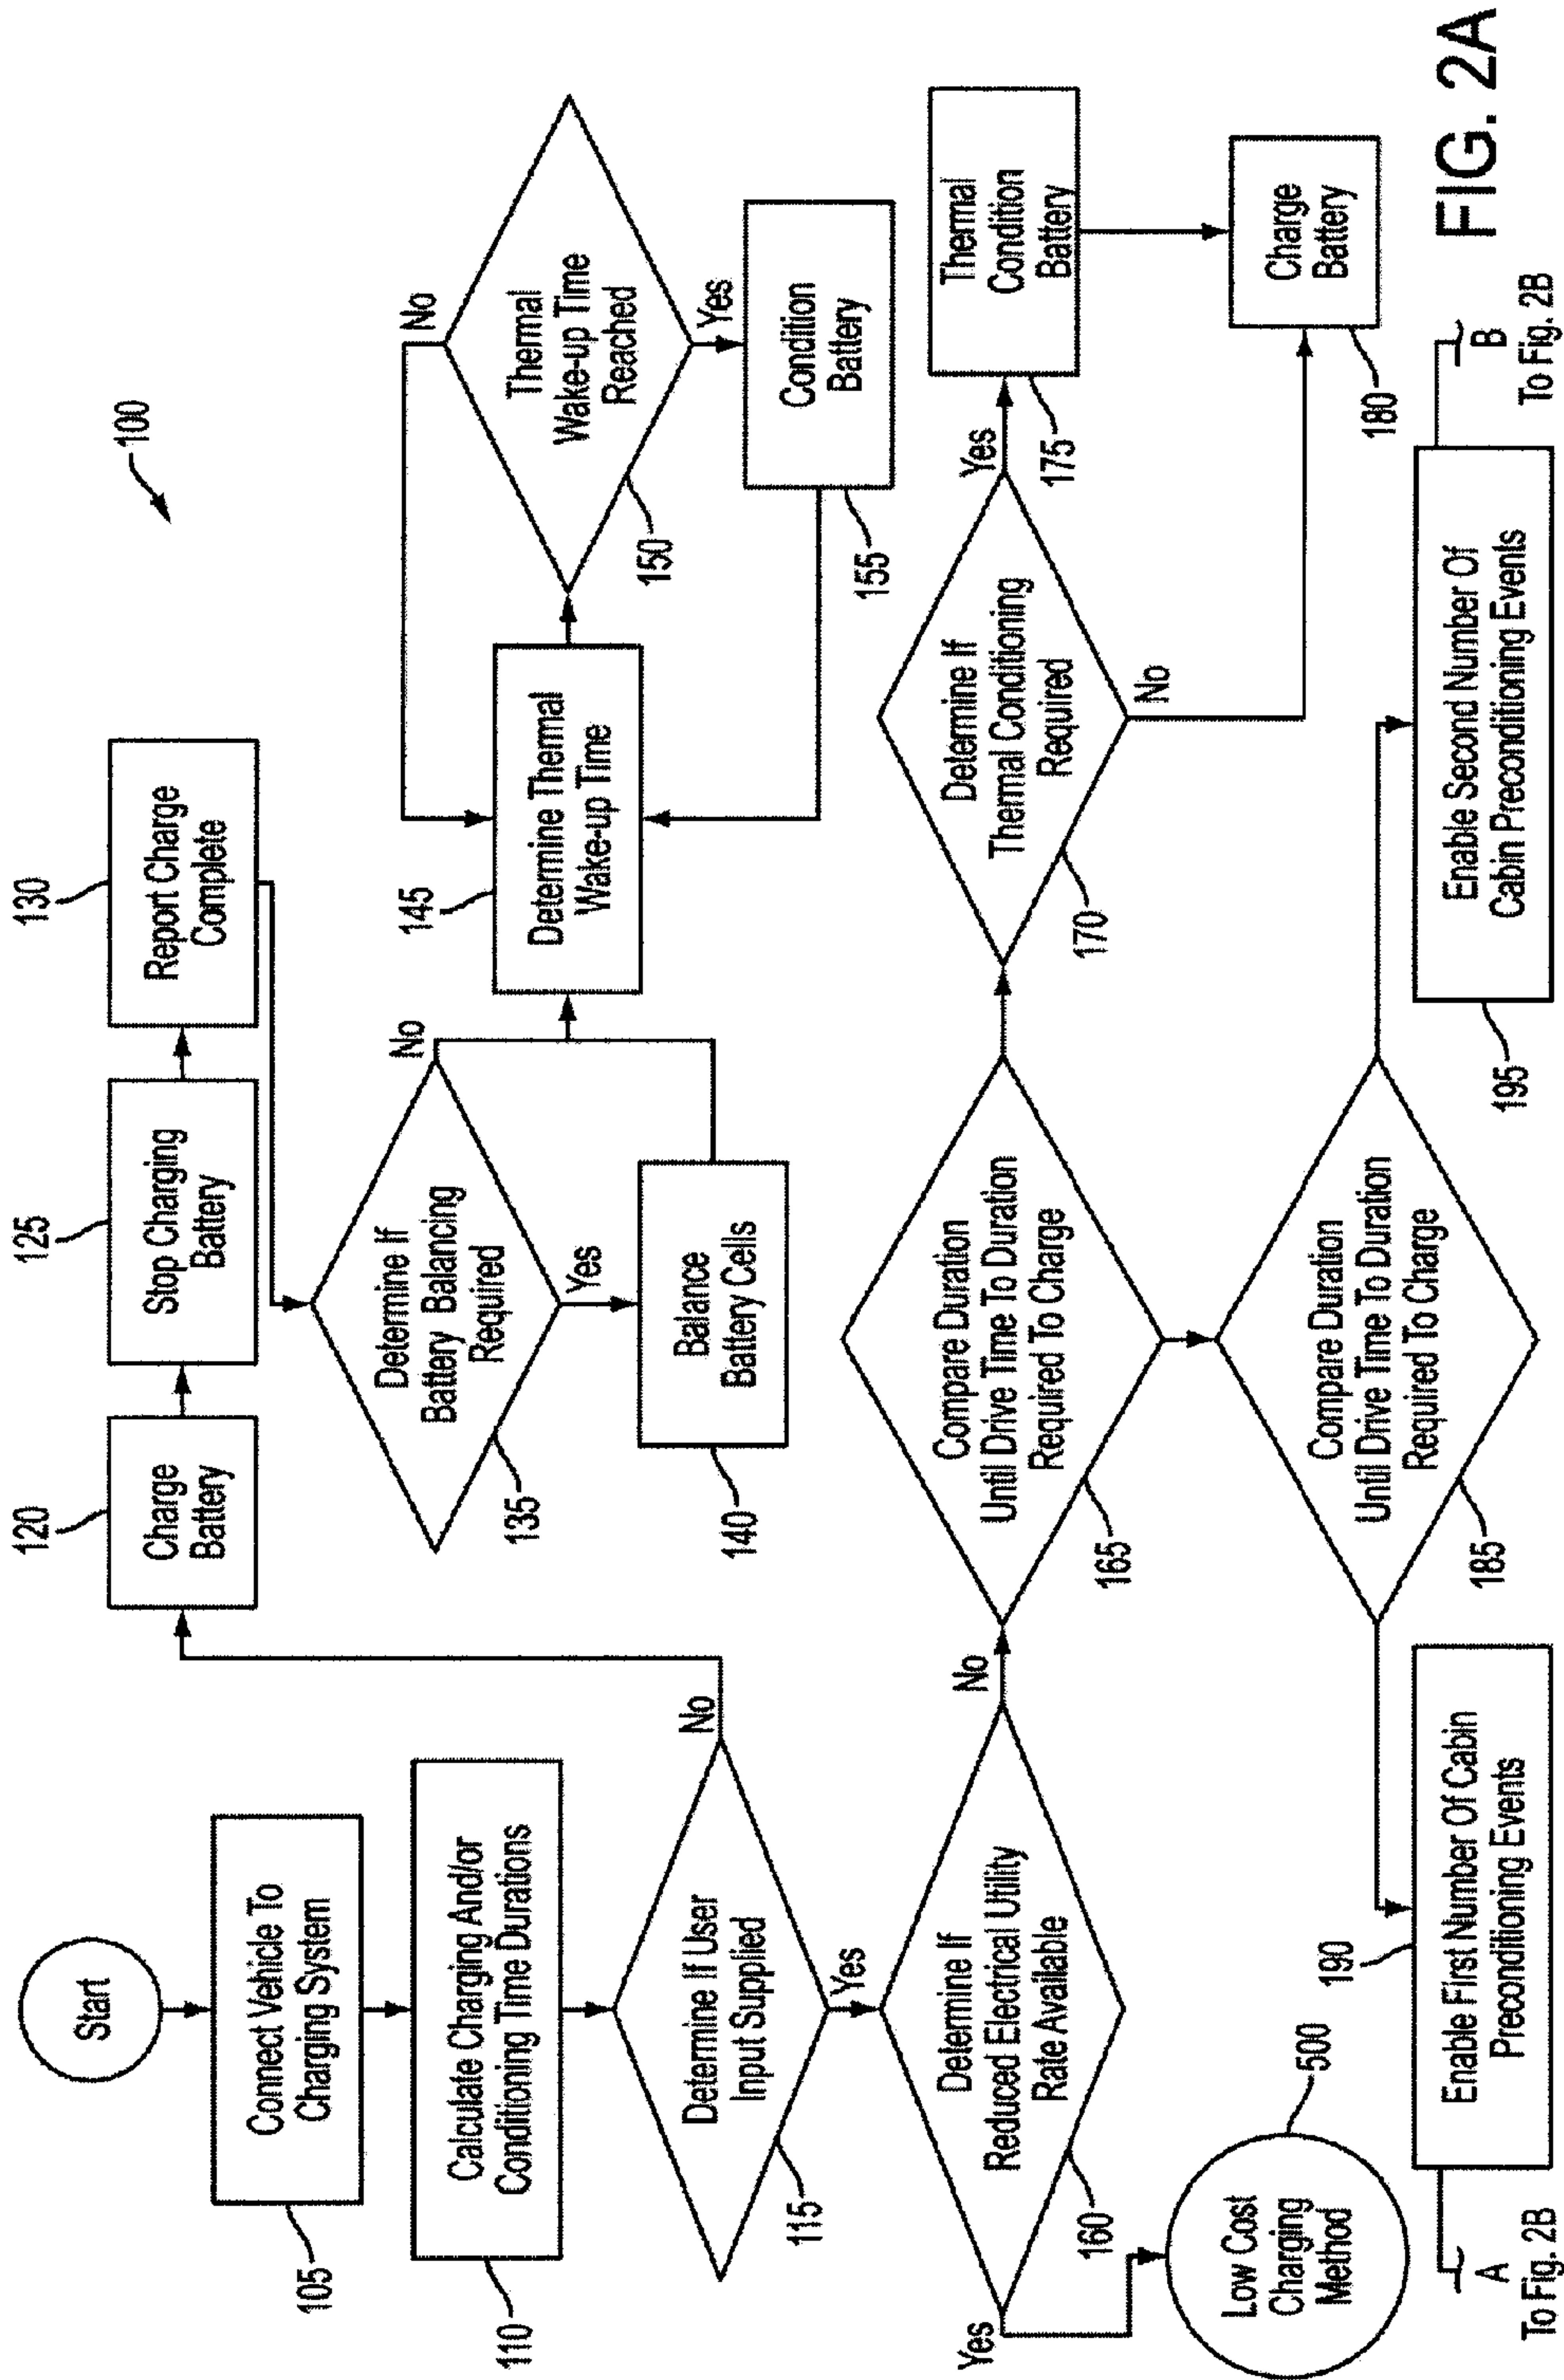 100
Start
Connect Vehicle To
Charging System
105
Calculate Charging And/or
Conditioning Time Durations
110
Determine If User
Input Supplied
115
No
Yes
120
Charge
Battery
125
Stop Charging
Battery
130
Report Charge
Complete
Determine If
Battery Balancing
Required
135
No
Yes
Balance
Battery Cells
140
145
Determine Thermal
Wake-up Time
Thermal
Wake-up Time
Reached
150
No
Yes
Condition
Battery
155
Determine If
Reduced Electrical Utility
Rate Available
160
No
Yes
Low Cost
Charging
Method
500
Compare Duration
Until Drive Time To Duration
Required To Charge
165
Determine If
Thermal Conditioning
Required
170
Yes
No
Thermal
Condition
Battery
175
Charge
Battery
180
Compare Duration
Until Drive Time To Duration
Required To Charge
185
190
Enable First Number Of Cabin
Preconditioning Events
A
To Fig. 2B
Enable Second Number Of
Cabin Preconditioning Events
195
B
To Fig. 2B
FIG. 2A